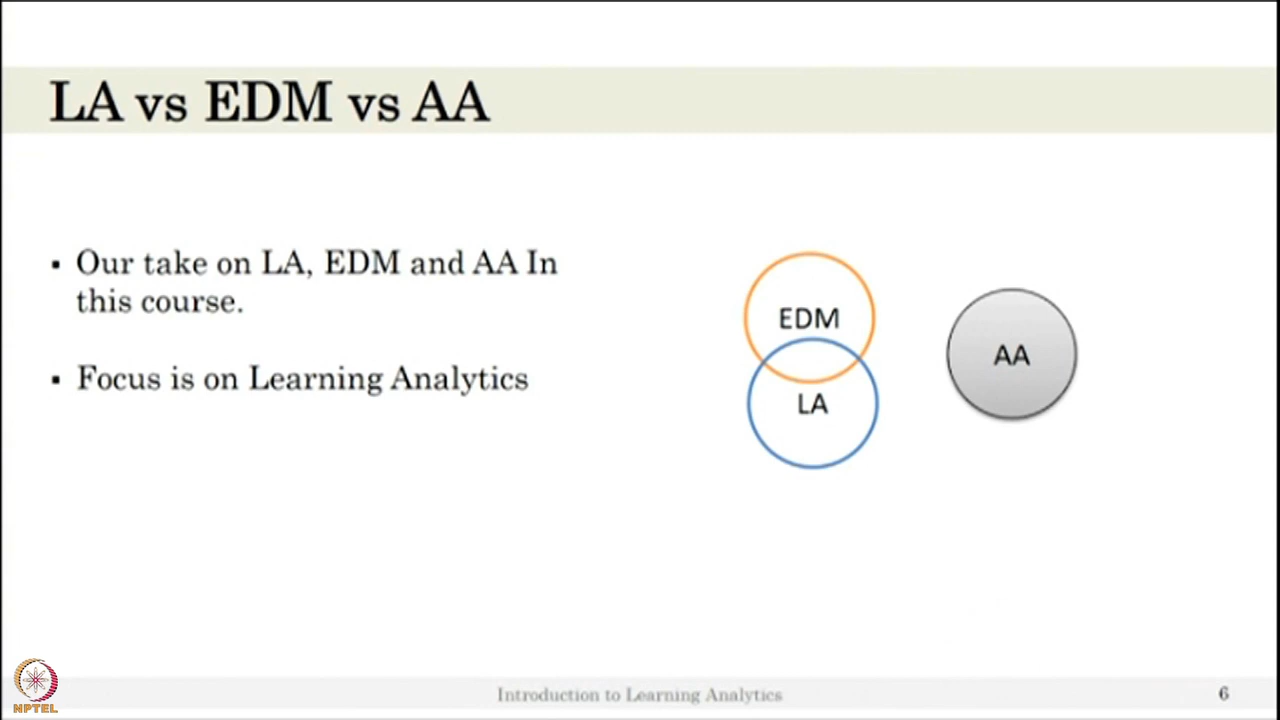 LA vs EDM vs AA
▪ Our take on LA, EDM and AA In
this course.
▪ Focus is on Learning Analytics
EDM
LA
AA
NPTEL
Introduction to Learning Analytics
6